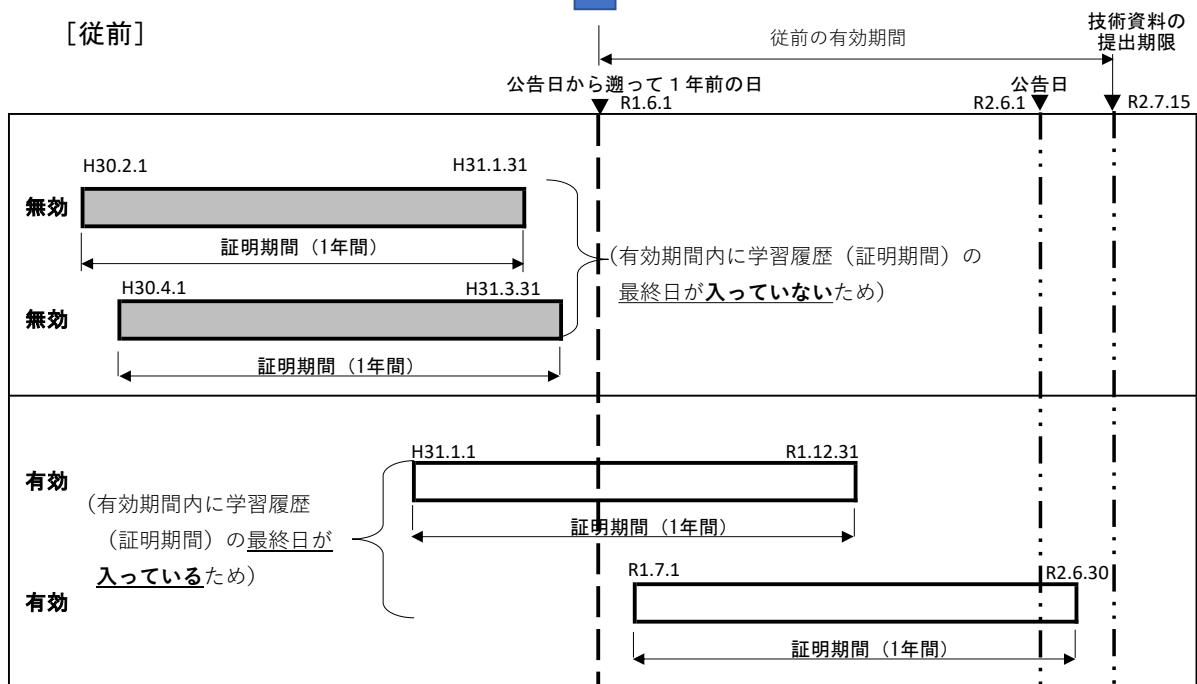 ［従前］
技術資料の
提出期限
従前の有効期間
公告日から遡って１年前の日
公告日
R1.6.1
R2.6.1
R2.7.15
H30.2.1
H31.1.31
無効
証明期間（1年間）
（有効期間内に学習履歴（証明期間）の
最終日が入っていないため）
H30.4.1
H31.3.31
無効
証明期間（1年間）
H31.1.1
R1.12.31
有効
（有効期間内に学習履歴
（証明期間）の最終日が
入っているため）
証明期間（1年間）
R1.7.1
R2.6.30
有効
証明期間（1年間）